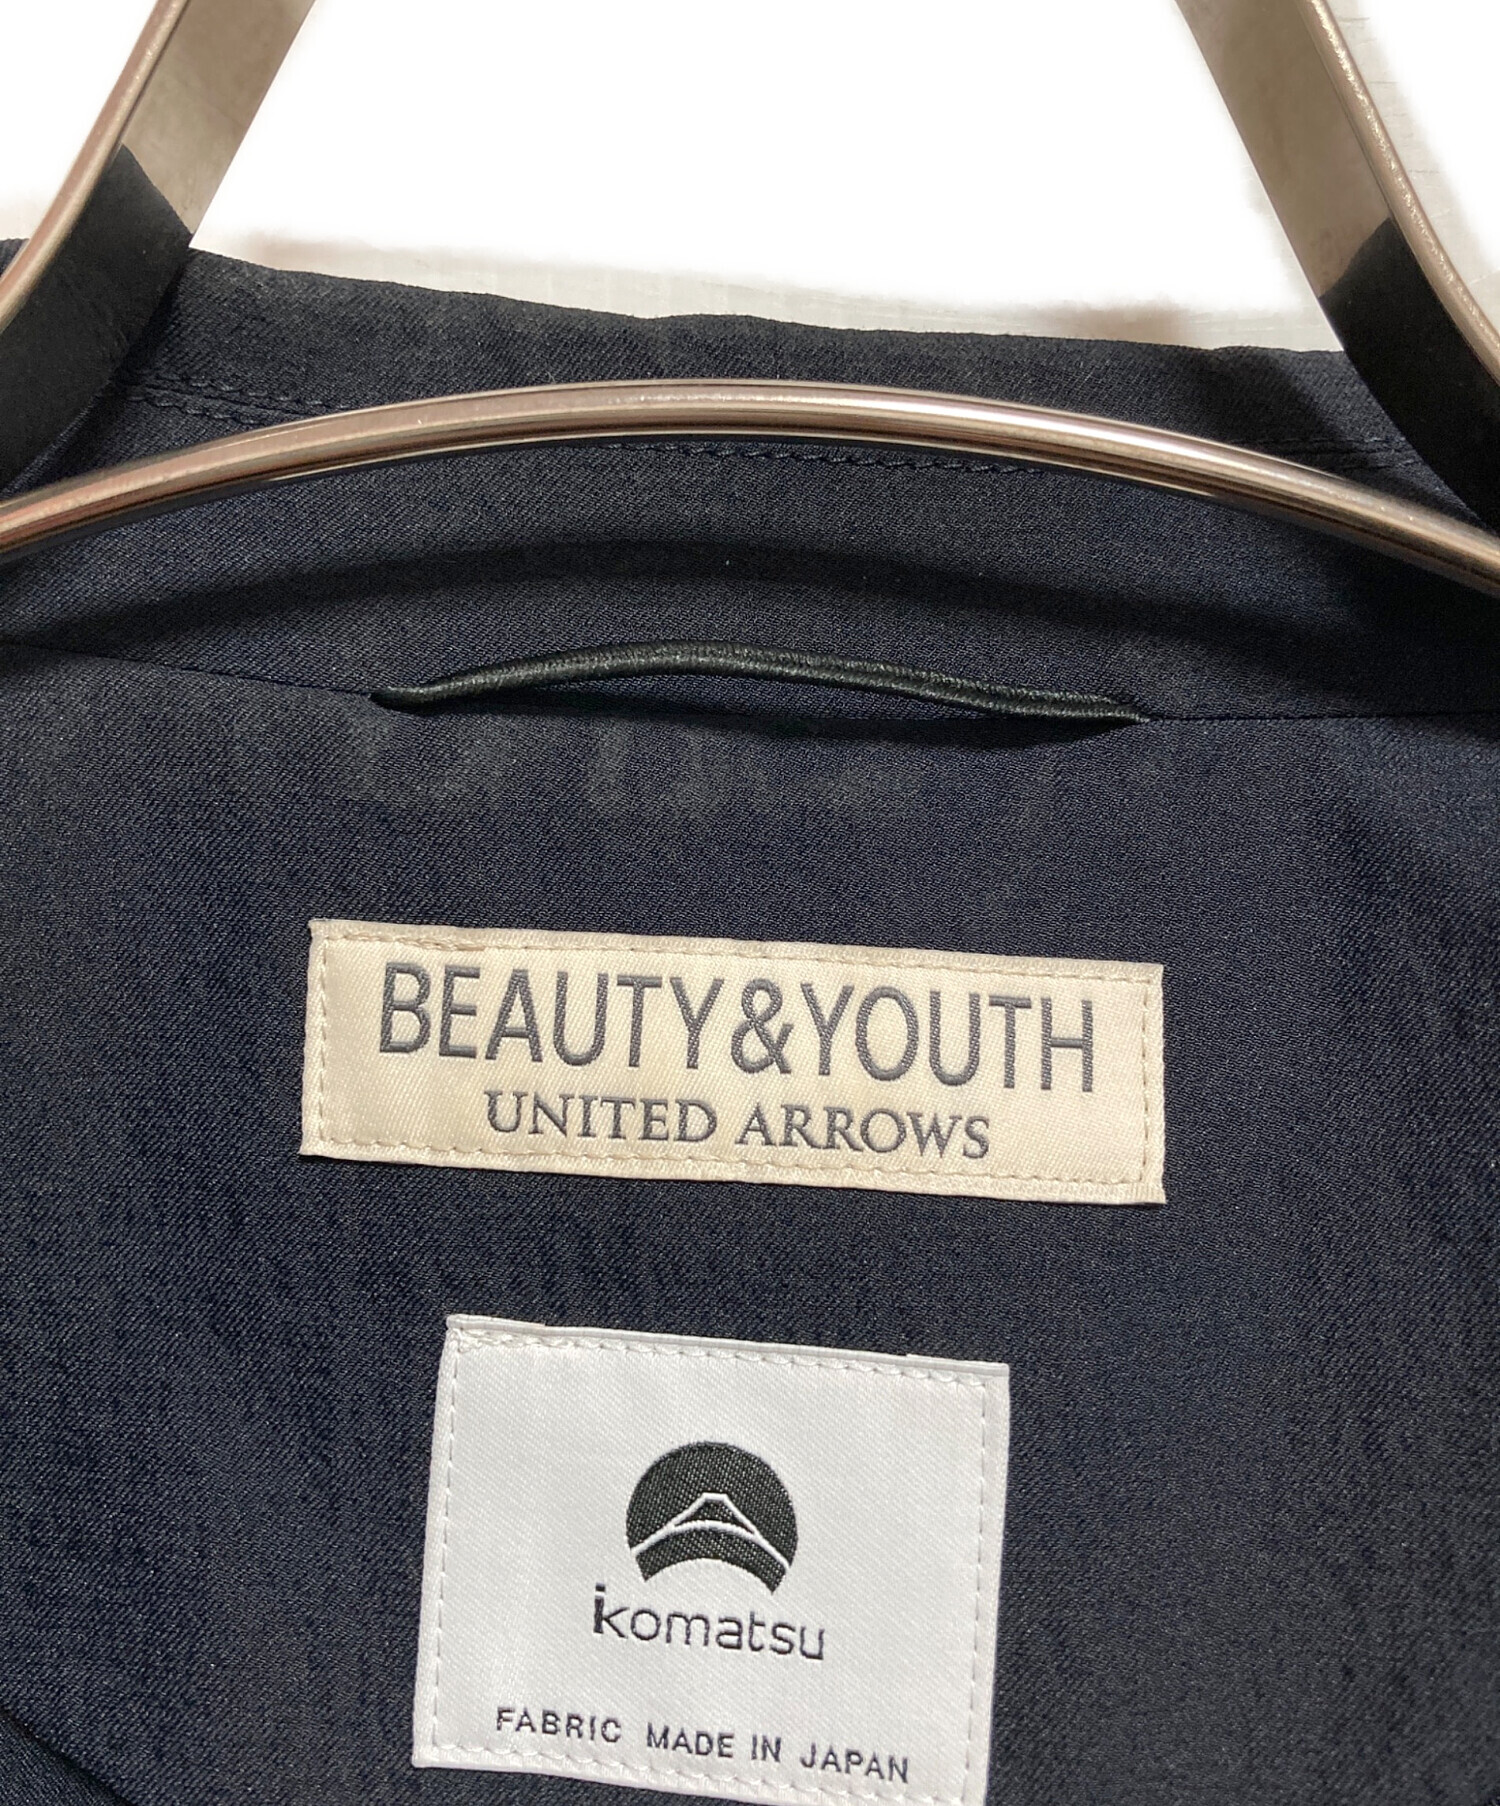 BEAUTY&YOUTH
UNITED ARROWS
komatsu
FABRIC MADE IN JAPAN